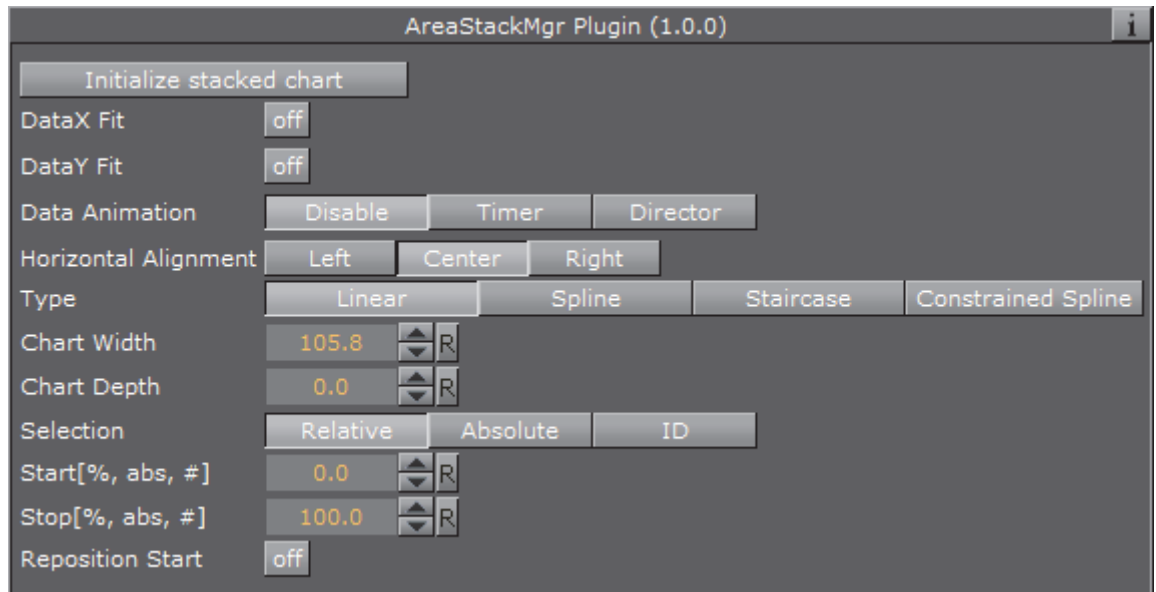 AreaStackMgr Plugin (1.0.0) i
Initialize stacked chart
DataX Fit off
DataY Fit off
Data Animation Disable Timer Director
Horizontal Alignment Left Center Right
Type Linear Spline Staircase Constrained Spline
Chart Width 105.8 R
Chart Depth 0.0 R
Selection Relative Absolute ID
Start[%, abs, #] 0.0 R
Stop[%, abs, #] 100.0 R
Reposition Start off